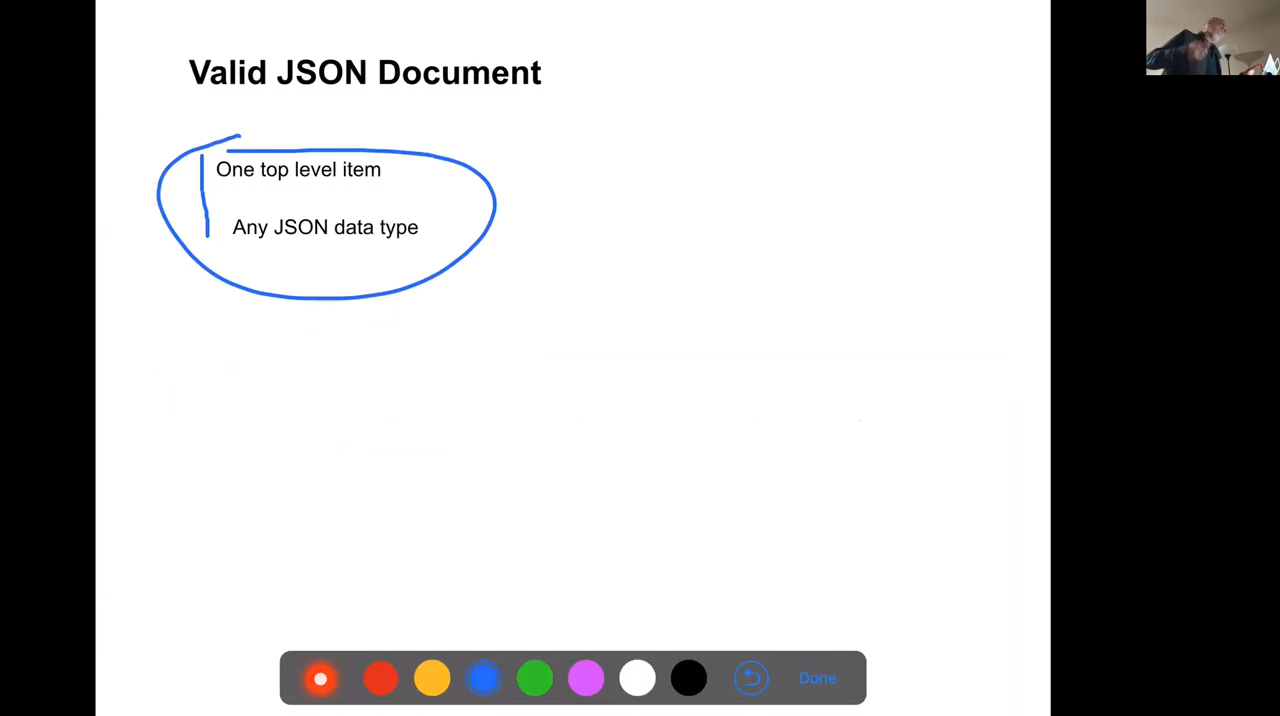 Valid JSON Document
One top level item
Any JSON data type
Done